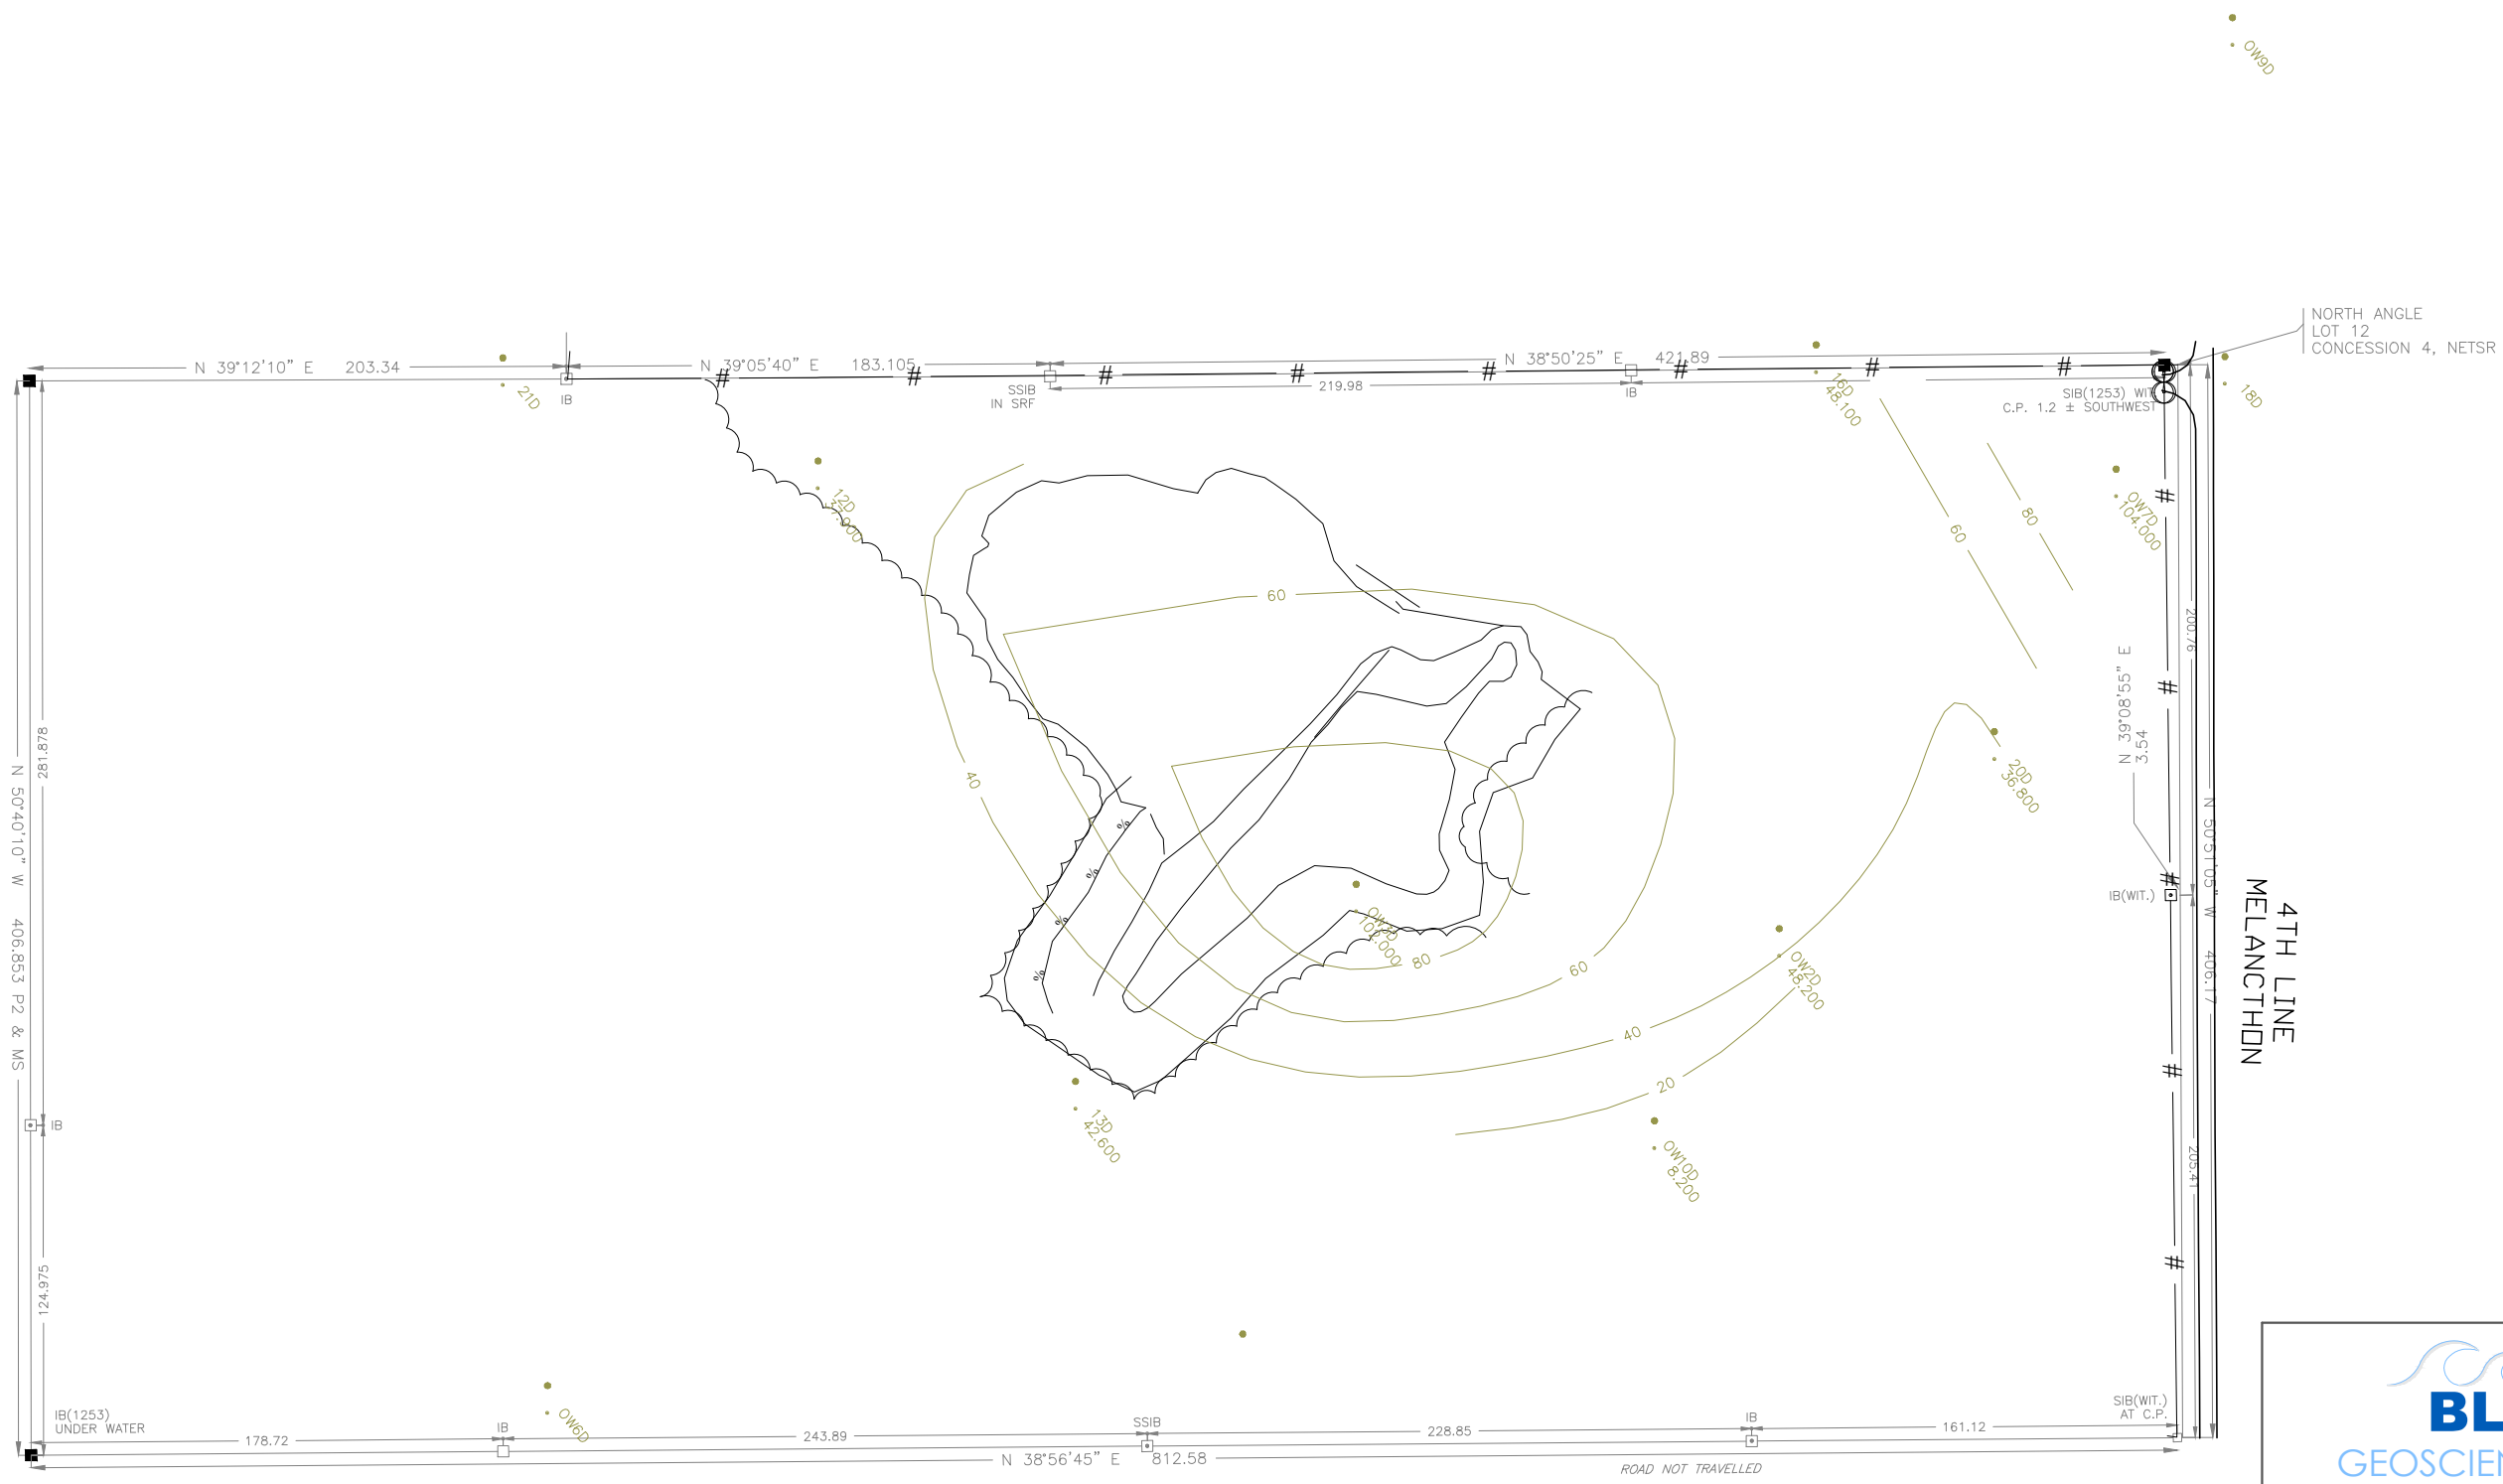 OW9D
NORTH ANGLE
LOT 12
CONCESSION 4, NETSR
N 39°12'10" E 203.34
N 39°05'40" E 183.105
N 38°50'25" E 421.89
21D
IB
SSIB
IN SRF
219.98
IB
16D
48.100
SIB(1253) WIT
C.P. 1.2 ± SOUTHWEST
18D
12D
OW7D
104.000
60
80
60
200.76
N 39°08'55" E
3.54
281.878
N 50°40'10" W 406.853 P2 & MS
40
20D
36.800
N 50°51'05" W 406.17
IB(WIT.)
4TH LINE
MELANCTHON
80
60
OW2D
48.200
40
20
IB
13D
42.600
OW10D
8.200
205.41
124.975
IB(1253)
UNDER WATER
OW6D
IB
SSIB
IB
SIB(WIT.)
AT C.P.
178.72
243.89
228.85
161.12
N 38°56'45" E 812.58
ROAD NOT TRAVELLED